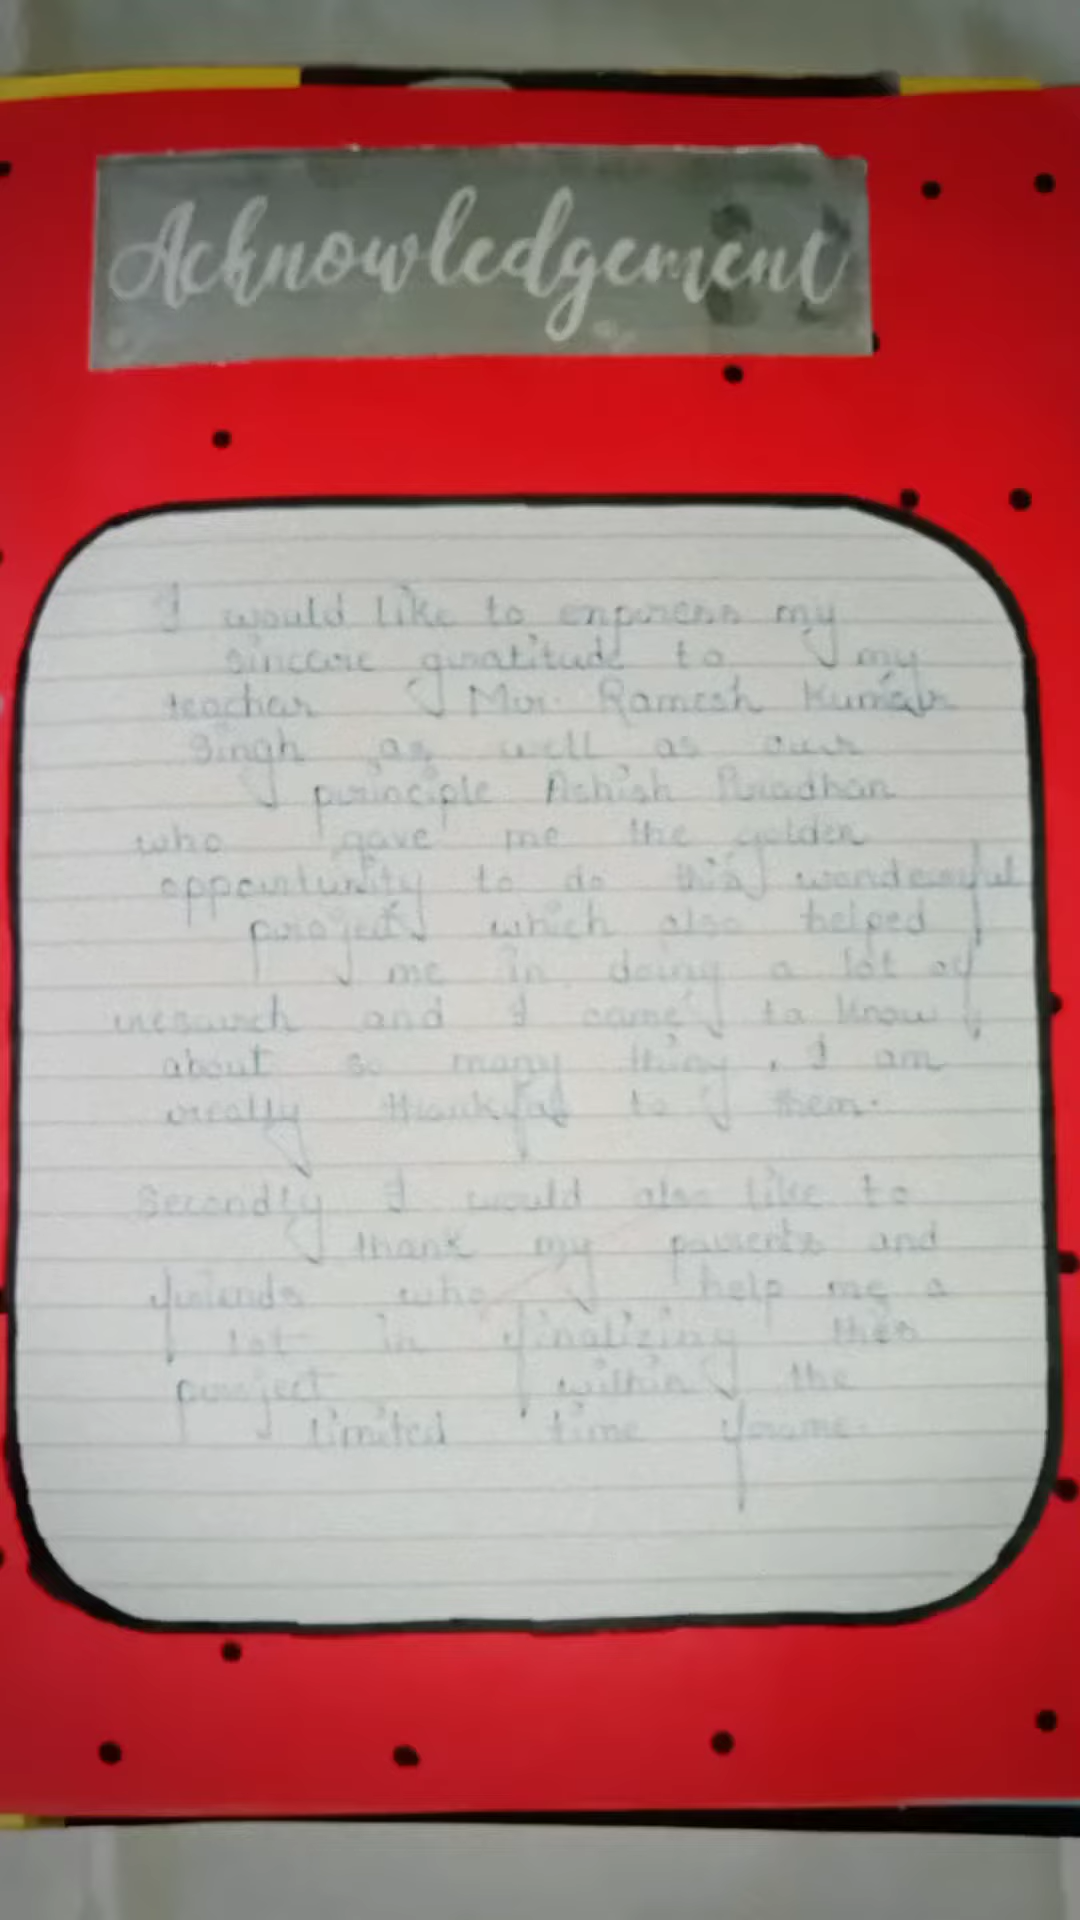 Acknowledgement
I would like to express my
sincere gratitude to my
teacher Mr. Ramesh Kumar
Singh as well as our
principle Ashish Pradhan
who gave me the golden
opportunity to do this wonderful
project which also helped
me in doing a lot of
research and I came to know
about so many thing. I am
really thankful to them.
Secondly I would also like to
thank my parents and
friends who help me a
lot in finalizing this
project within the
limited time frame.